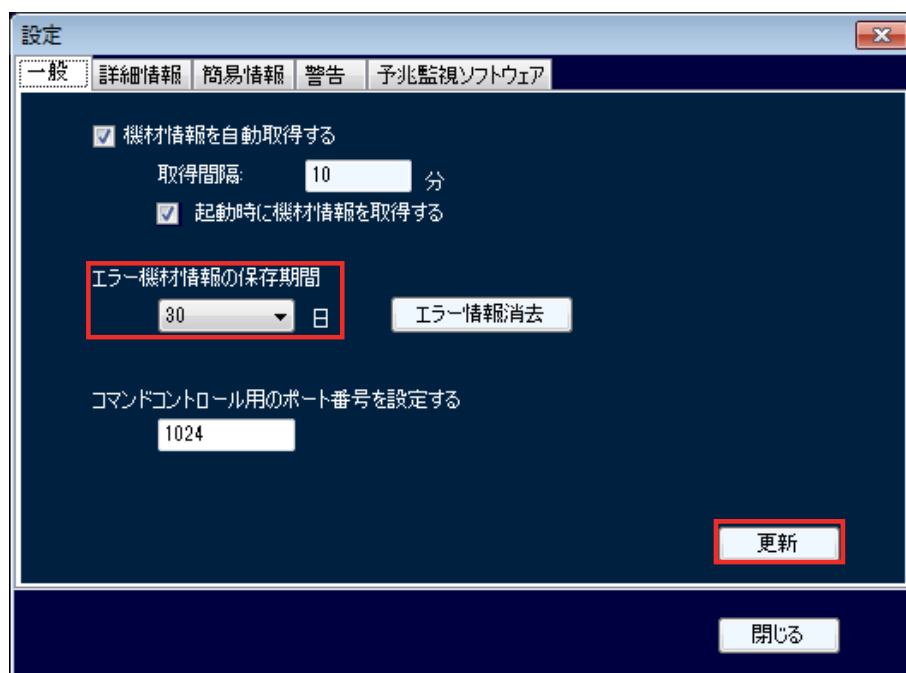 設定
一般 詳細情報 簡易情報 警告 予兆監視ソフトウェア
機材情報を自動取得する
取得間隔: 10 分
起動時に機材情報を取得する
エラー機材情報の保存期間
30 日 エラー情報消去
コマンドコントロール用のポート番号を設定する
1024
更新
閉じる